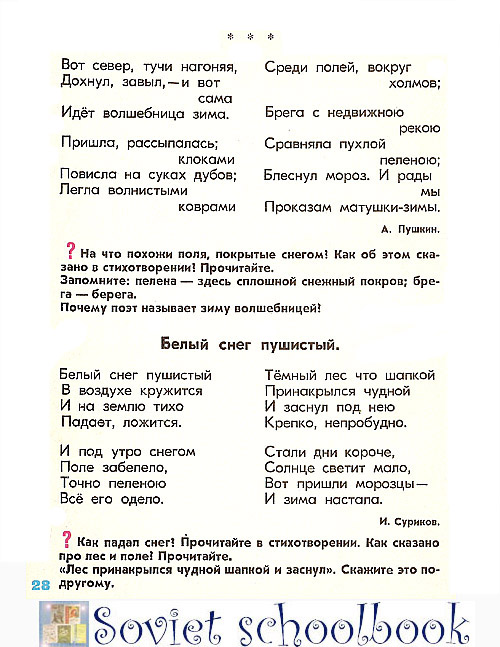 * * *
Вот север, тучи нагоняя,
Дохнул, завыл,—и вот
сама
Идёт волшебница зима.
Пришла, рассыпалась;
клоками
Повисла на суках дубов;
Легла волнистыми
коврами
Среди полей, вокруг
холмов;
Брега с недвижною
рекою
Сравняла пухлой
пеленою;
Блеснул мороз. И рады
мы
Проказам матушки-зимы.
А. Пушкин.
? На что похожи поля, покрытые снегом? Как об этом ска-
зано в стихотворении? Прочитайте.
Запомните: пелена — здесь сплошной снежный покров; бре-
га — берега.
Почему поэт называет зиму волшебницей?
Белый снег пушистый.
Белый снег пушистый
В воздухе кружится
И на землю тихо
Падает, ложится.
И под утро снегом
Поле забелело,
Точно пеленою
Всё его одело.
Тёмный лес что шапкой
Принакрылся чудной
И заснул под нею
Крепко, непробудно.
Стали дни короче,
Солнце светит мало,
Вот пришли морозцы—
И зима настала.
И. Суриков.
? Как падал снег? Прочитайте в стихотворении. Как сказано
про лес и поле? Прочитайте.
«Лес принакрылся чудной шапкой и заснул». Скажите это по-
другому.
28
Soviet schoolbook